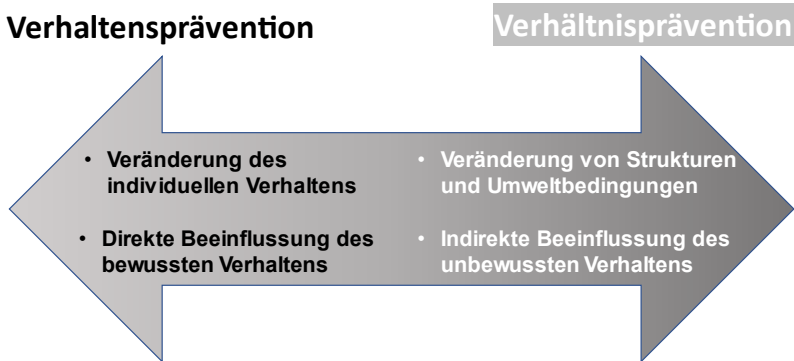 Verhaltensprävention
Verhältnisprävention
• Veränderung des
individuellen Verhaltens
• Direkte Beeinflussung des
bewussten Verhaltens
• Veränderung von Strukturen
und Umweltbedingungen
• Indirekte Beeinflussung des
unbewussten Verhaltens